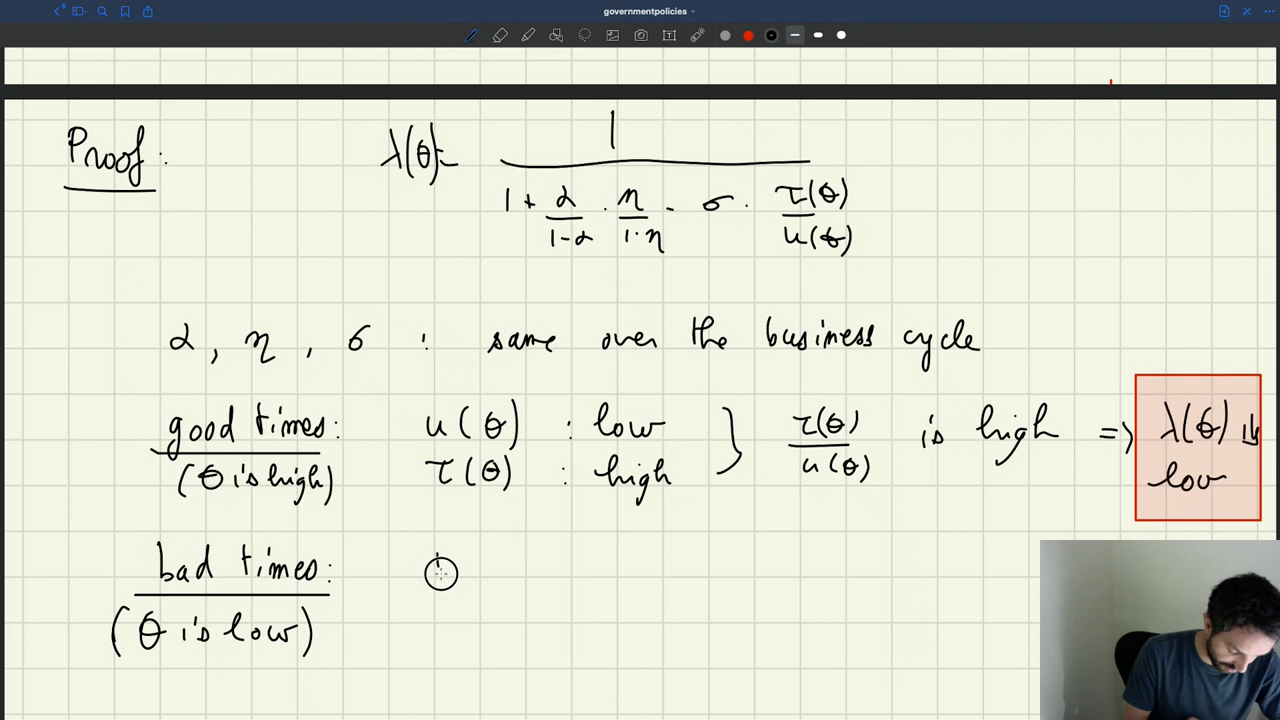 governmentpolicies
Proof:
λ(θ) = 1 / (1 + α/(1-α) · η/(1-η) · σ · τ(θ)/u(θ))
α, η, σ : same over the business cycle
good times: u(θ) : low
(θ is high) τ(θ) : high } τ(θ)/u(θ) is high => λ(θ) is low
bad times:
(θ is low)